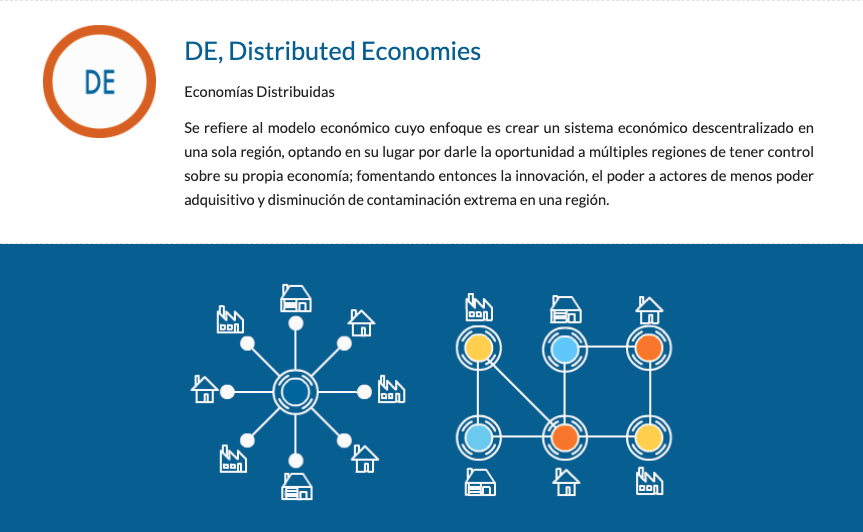 DE
DE, Distributed Economies
Economías Distribuidas
Se refiere al modelo económico cuyo enfoque es crear un sistema económico descentralizado en
una sola región, optando en su lugar por darle la oportunidad a múltiples regiones de tener control
sobre su propia economía; fomentando entonces la innovación, el poder a actores de menos poder
adquisitivo y disminución de contaminación extrema en una región.